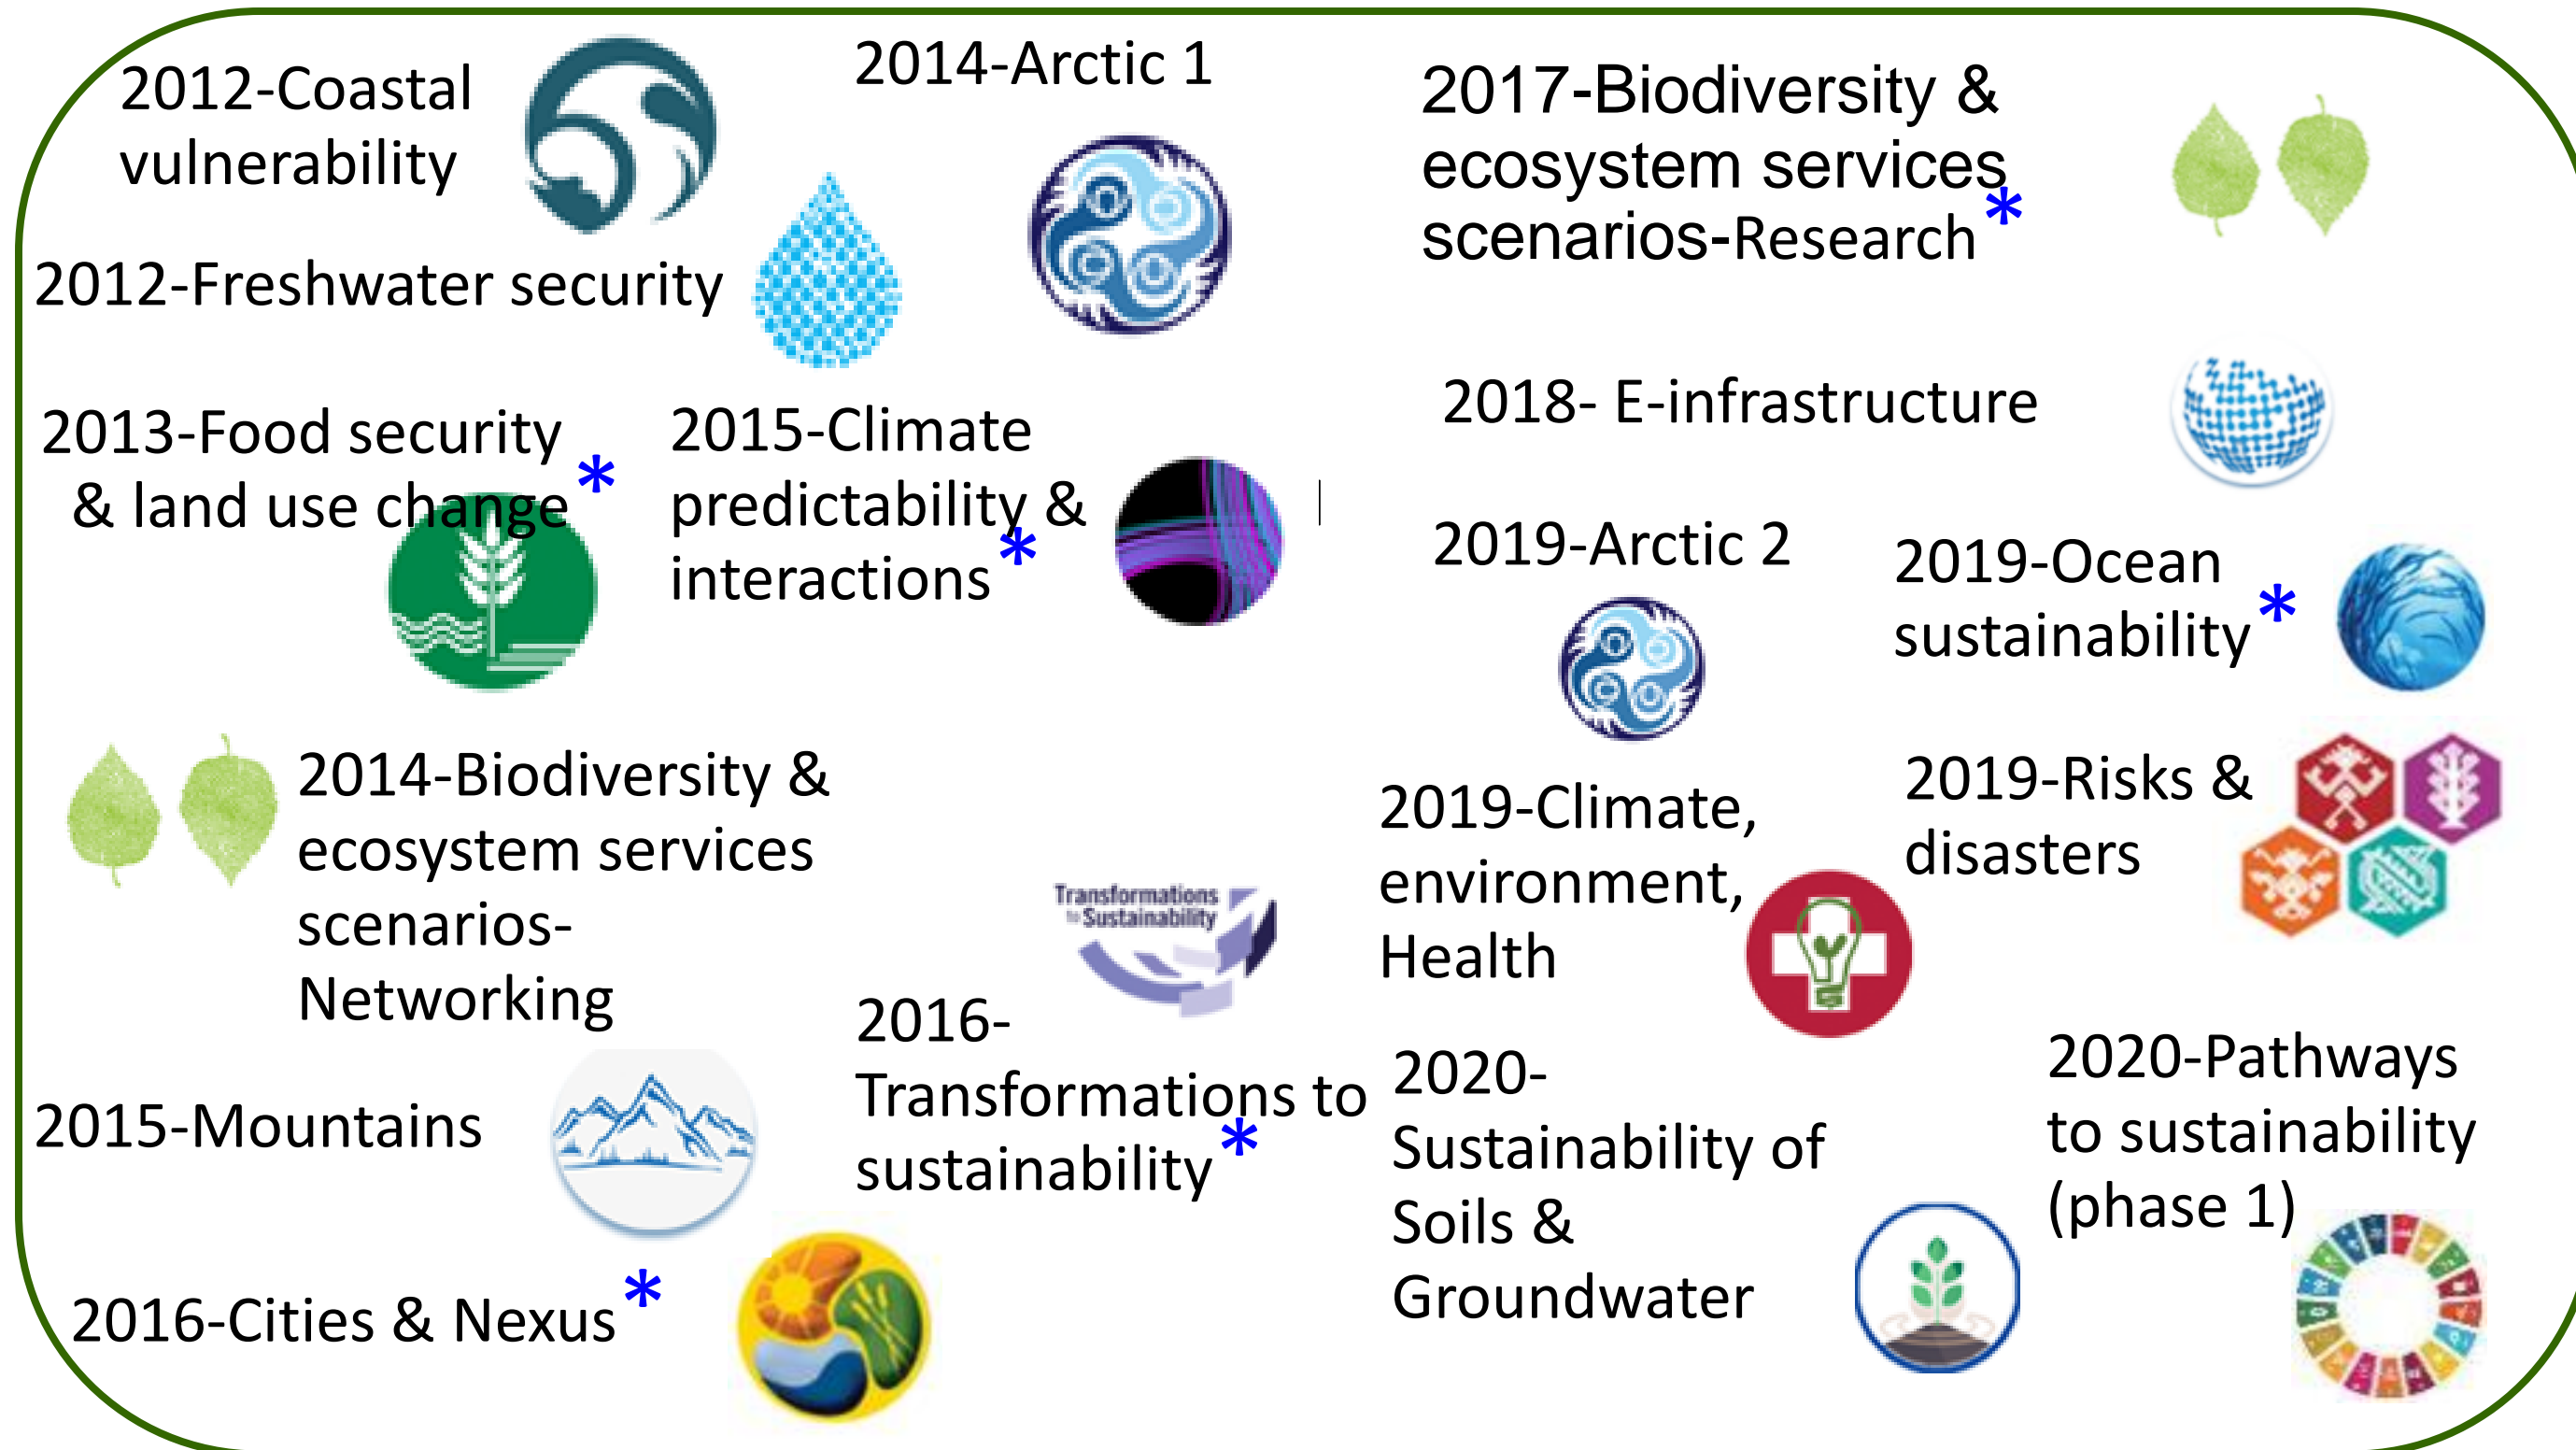 2012-Coastal
vulnerability
2014-Arctic 1
2012-Freshwater security
2013-Food security *
& land use change
2015-Climate
predictability &
interactions *
2014-Biodiversity &
ecosystem services
scenarios-
Networking
Transformations
to Sustainability
2016-
Transformations to
sustainability *
2015-Mountains
2016-Cities & Nexus *
2017-Biodiversity &
ecosystem services
scenarios-Research *
2018- E-infrastructure
2019-Arctic 2
2019-Ocean
sustainability *
2019-Climate,
environment,
Health
2019-Risks &
disasters
2020-
Sustainability of
Soils &
Groundwater
2020-Pathways
to sustainability
(phase 1)